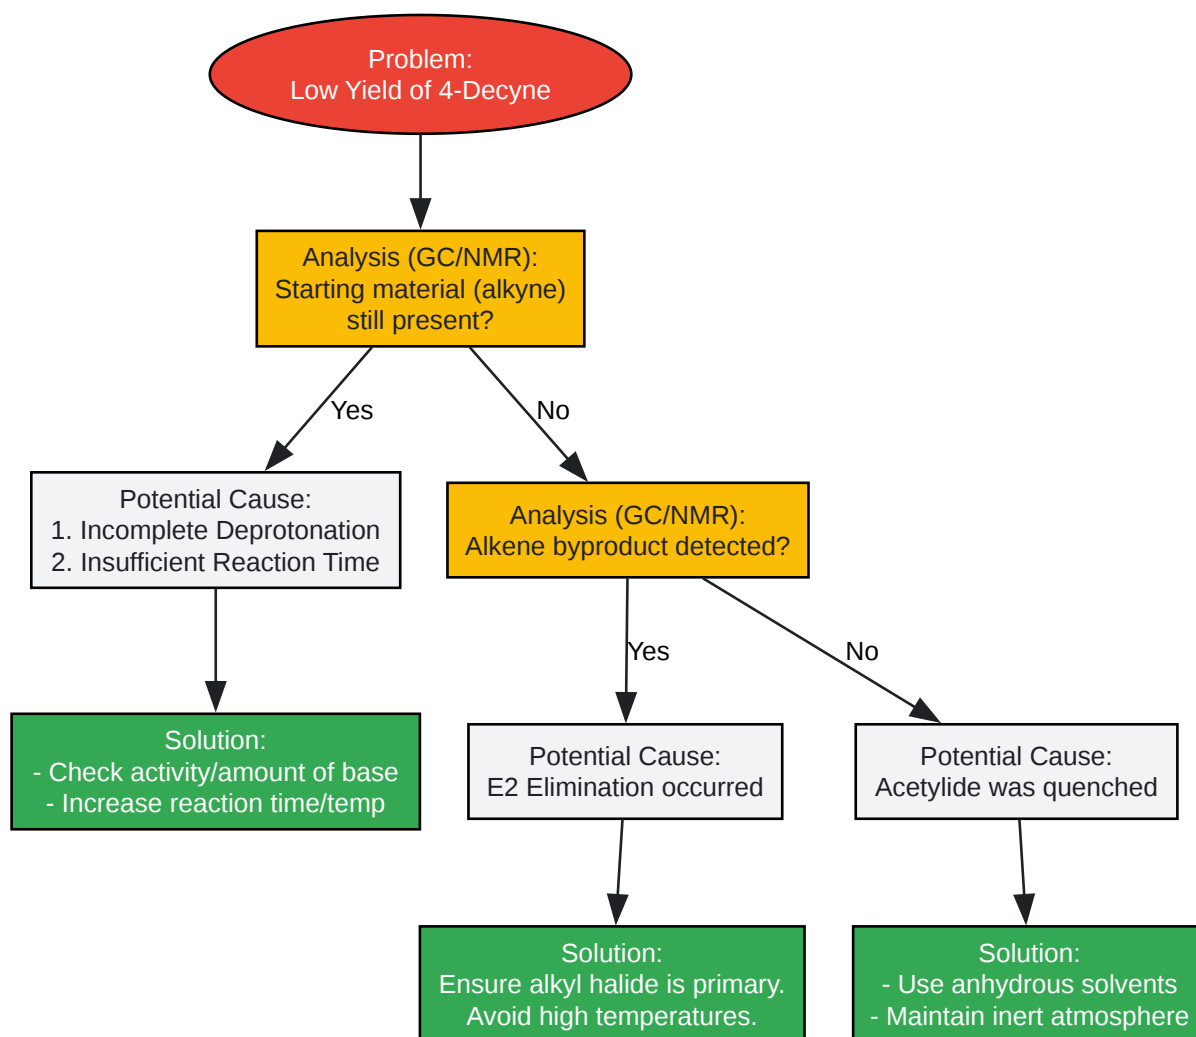 Problem:
Low Yield of 4-Decyne
Analysis (GC/NMR):
Starting material (alkyne)
still present?
Yes
No
Potential Cause:
1. Incomplete Deprotonation
2. Insufficient Reaction Time
Analysis (GC/NMR):
Alkene byproduct detected?
Solution:
- Check activity/amount of base
- Increase reaction time/temp
Yes
No
Potential Cause:
E2 Elimination occurred
Potential Cause:
Acetylide was quenched
Solution:
Ensure alkyl halide is primary.
Avoid high temperatures.
Solution:
- Use anhydrous solvents
- Maintain inert atmosphere